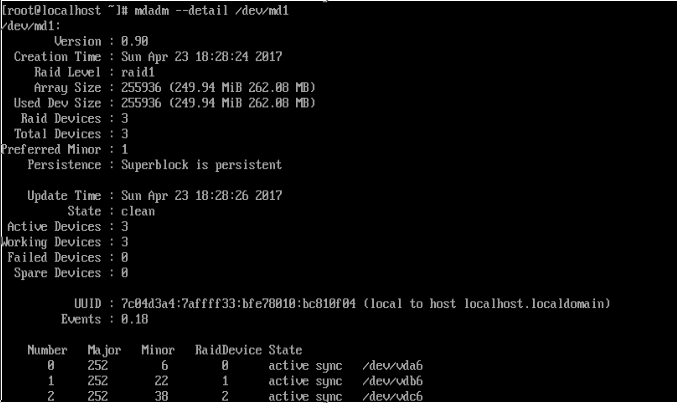 [root@localhost ~]# mdadm --detail /dev/md1
/dev/md1:
Version : 0.90
Creation Time : Sun Apr 23 18:28:24 2017
Raid Level : raid1
Array Size : 255936 (249.94 MiB 262.08 MB)
Used Dev Size : 255936 (249.94 MiB 262.08 MB)
Raid Devices : 3
Total Devices : 3
Preferred Minor : 1
Persistence : Superblock is persistent
Update Time : Sun Apr 23 18:28:26 2017
State : clean
Active Devices : 3
Working Devices : 3
Failed Devices : 0
Spare Devices : 0
UUID : 7c04d3a4:7affff33:bfe78010:bc810f04 (local to host localhost.localdomain)
Events : 0.18
Number Major Minor RaidDevice State
0 252 6 0 active sync /dev/vda6
1 252 22 1 active sync /dev/vdb6
2 252 38 2 active sync /dev/vdc6